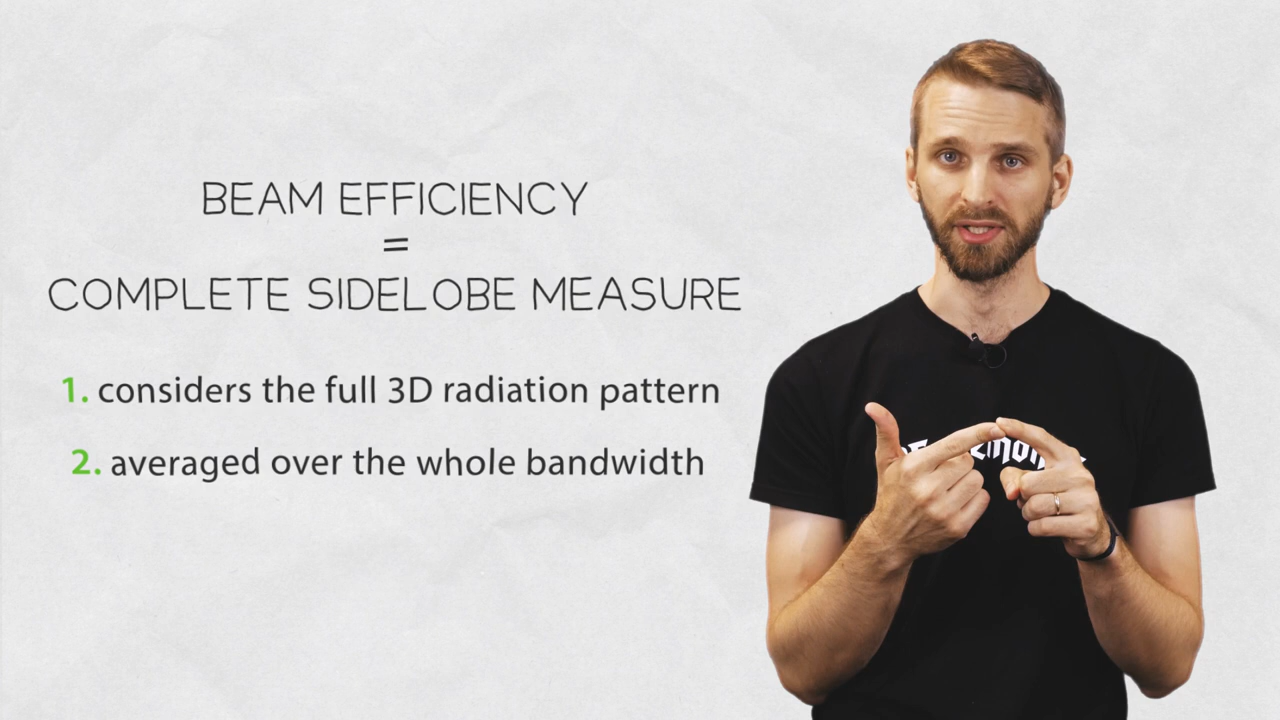 BEAM EFFICIENCY
=
COMPLETE SIDELOBE MEASURE
1. considers the full 3D radiation pattern
2. averaged over the whole bandwidth